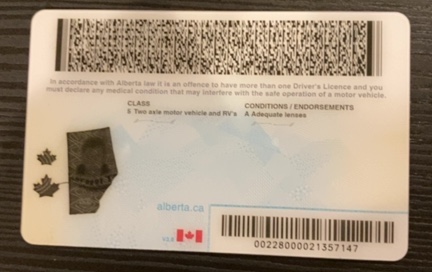 In accordance with Alberta law it is an offence to have more than one Driver's Licence and you
must declare any medical condition that may interfere with the safe operation of a motor vehicle.
CLASS CONDITIONS / ENDORSEMENTS
5 Two axle motor vehicle and RV's A Adequate lenses
alberta.ca
00228000021357147